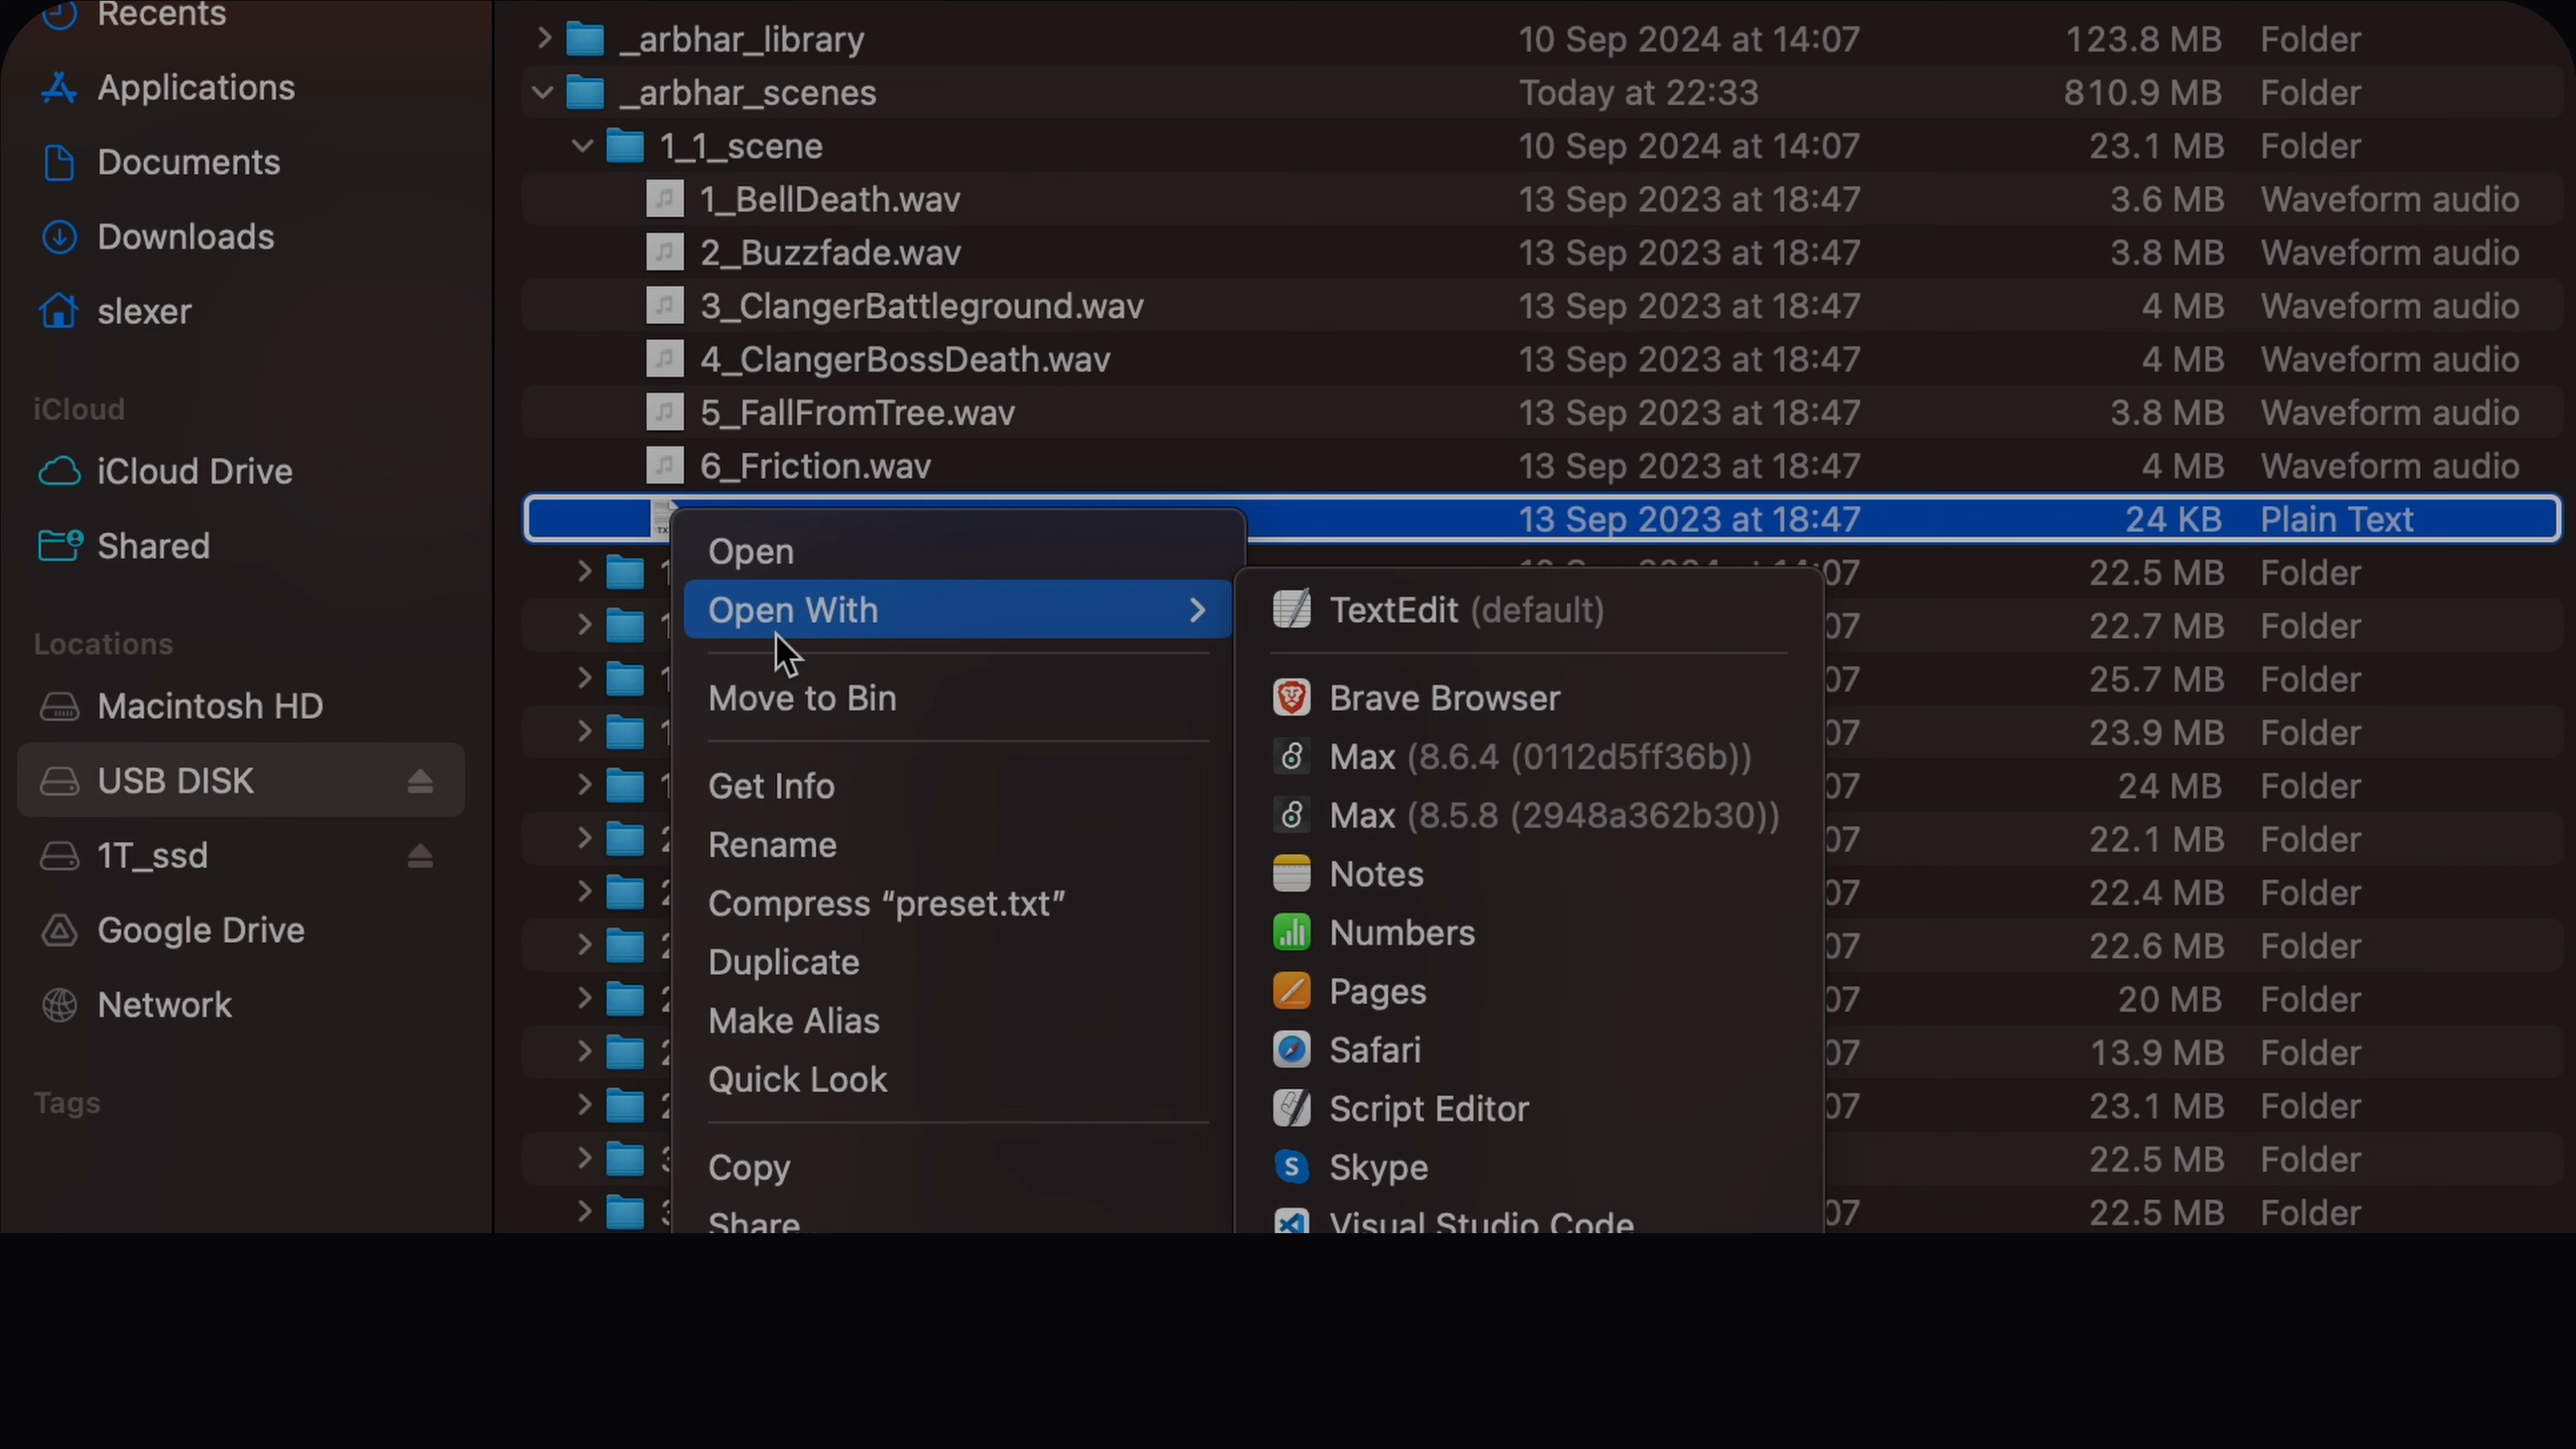 Recents
Applications
Documents
Downloads
slexer
iCloud
iCloud Drive
Shared
Locations
Macintosh HD
USB DISK
1T_ssd
Google Drive
Network
Tags
_arbhar_library 10 Sep 2024 at 14:07 123.8 MB Folder
_arbhar_scenes Today at 22:33 810.9 MB Folder
1_1_scene 10 Sep 2024 at 14:07 23.1 MB Folder
1_BellDeath.wav 13 Sep 2023 at 18:47 3.6 MB Waveform audio
2_Buzzfade.wav 13 Sep 2023 at 18:47 3.8 MB Waveform audio
3_ClangerBattleground.wav 13 Sep 2023 at 18:47 4 MB Waveform audio
4_ClangerBossDeath.wav 13 Sep 2023 at 18:47 4 MB Waveform audio
5_FallFromTree.wav 13 Sep 2023 at 18:47 3.8 MB Waveform audio
6_Friction.wav 13 Sep 2023 at 18:47 4 MB Waveform audio
13 Sep 2023 at 18:47 24 KB Plain Text
07 22.5 MB Folder
07 22.7 MB Folder
07 25.7 MB Folder
07 23.9 MB Folder
07 24 MB Folder
07 22.1 MB Folder
07 22.4 MB Folder
07 22.6 MB Folder
07 20 MB Folder
07 13.9 MB Folder
07 23.1 MB Folder
22.5 MB Folder
07 22.5 MB Folder
Open
Open With
Move to Bin
Get Info
Rename
Compress “preset.txt”
Duplicate
Make Alias
Quick Look
Copy
Share...
TextEdit (default)
Brave Browser
Max (8.6.4 (0112d5ff36b))
Max (8.5.8 (2948a362b30))
Notes
Numbers
Pages
Safari
Script Editor
Skype
Visual Studio Code